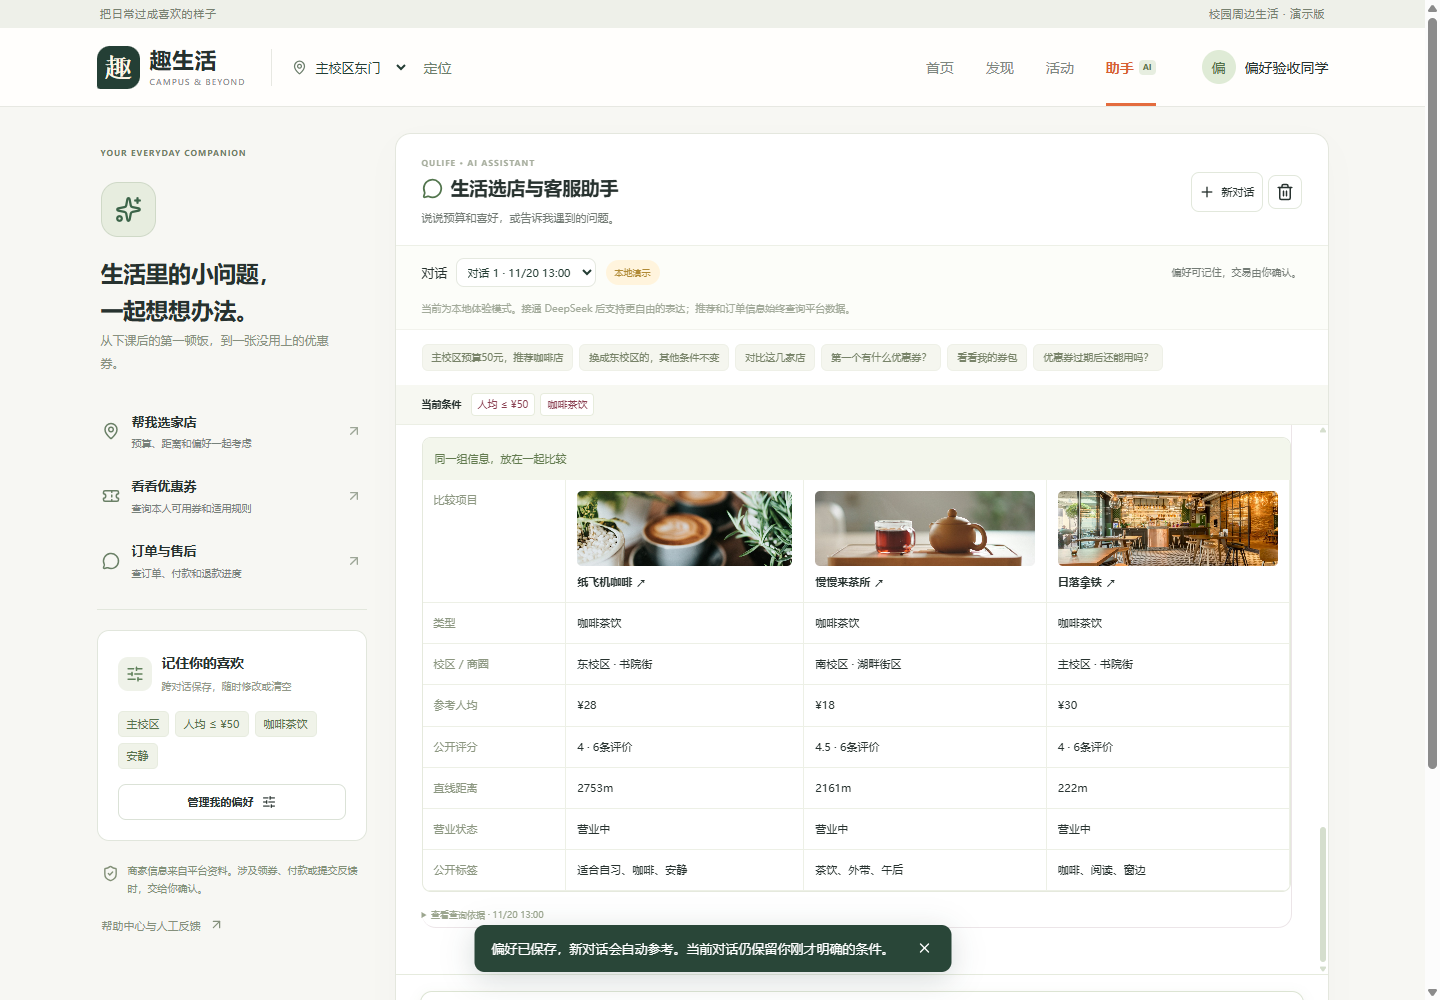 把日常过成喜欢的样子
校园周边生活 · 演示版
趣 趣生活
CAMPUS & BEYOND
主校区东门 定位
首页 发现 活动 助手 AI
偏 偏好验收同学
YOUR EVERYDAY COMPANION
生活里的小问题，
一起想想办法。
从下课后的第一顿饭，到一张没用上的优惠
券。
帮我选家店
预算、距离和偏好一起考虑
看看优惠券
查询本人可用券和适用规则
订单与售后
查订单、付款和退款进度
记住你的喜欢
跨对话保存，随时修改或清空
主校区 人均 ≤ ¥50 咖啡茶饮
安静
管理我的偏好
商家信息来自平台资料。涉及领券、付款或提交反馈
时，交给你确认。
帮助中心与人工反馈
QULIFE • AI ASSISTANT
生活选店与客服助手
说说预算和喜好，或告诉我遇到的问题。
新对话
对话 对话 1 · 11/20 13:00 本地演示
偏好可记住，交易由你确认。
当前为本地体验模式。接通 DeepSeek 后支持更自由的表达；推荐和订单信息始终查询平台数据。
主校区预算50元，推荐咖啡店 换成东校区的，其他条件不变 对比这几家店 第一个有什么优惠券？ 看看我的券包 优惠券过期后还能用吗？
当前条件 人均 ≤ ¥50 咖啡茶饮
同一组信息，放在一起比较
比较项目 纸飞机咖啡 ↗ 慢慢来茶所 ↗ 日落拿铁 ↗
类型 咖啡茶饮 咖啡茶饮 咖啡茶饮
校区 / 商圈 东校区 · 书院街 南校区 · 湖畔街区 主校区 · 书院街
参考人均 ¥28 ¥18 ¥30
公开评分 4 · 6条评价 4.5 · 6条评价 4 · 6条评价
直线距离 2753m 2161m 222m
营业状态 营业中 营业中 营业中
公开标签 适合自习、咖啡、安静 茶饮、外带、午后 咖啡、阅读、窗边
查看查询依据 · 11/20 13:00
偏好已保存，新对话会自动参考。当前对话仍保留你刚才明确的条件。